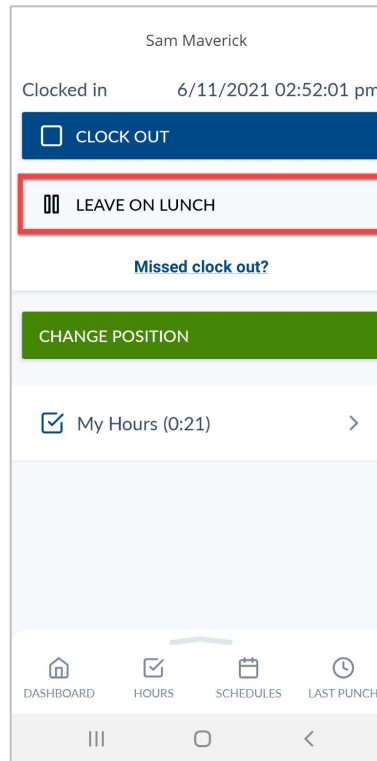 Sam Maverick
Clocked in 6/11/2021 02:52:01 pm
CLOCK OUT
LEAVE ON LUNCH
Missed clock out?
CHANGE POSITION
My Hours (0:21)
DASHBOARD HOURS SCHEDULES LAST PUNCH